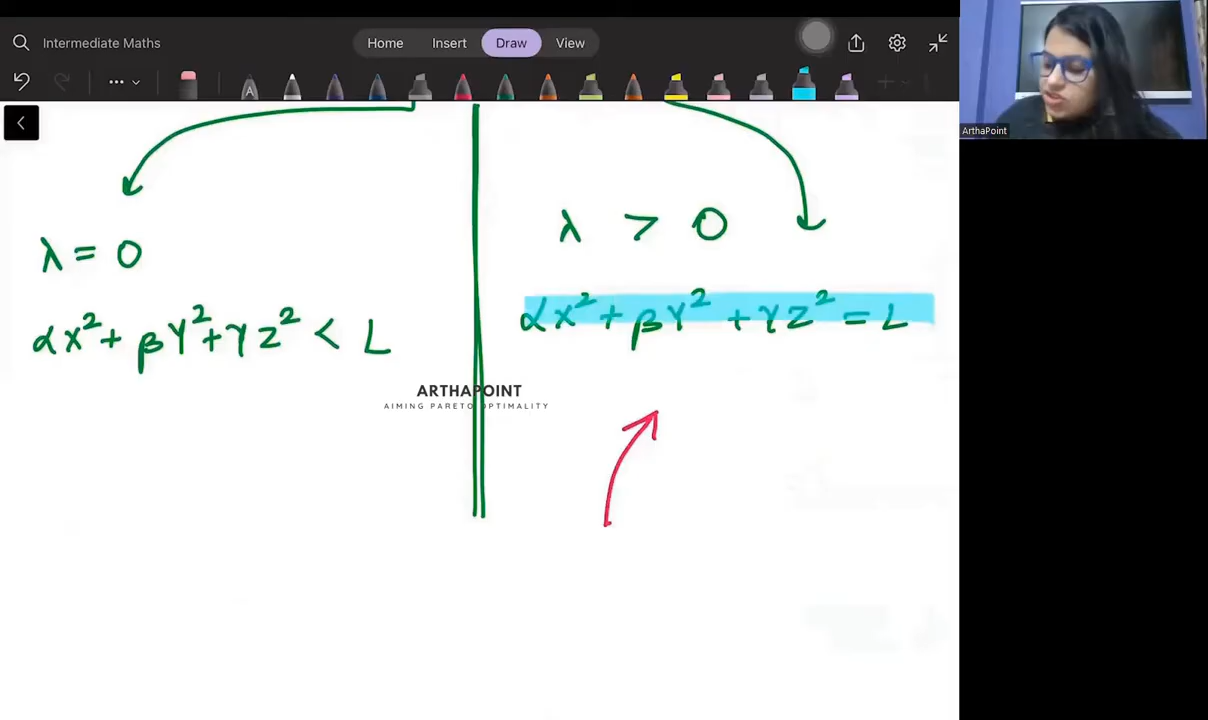 Intermediate Maths
Home Insert Draw View
A
ArthaPoint
λ = 0
αx² + βY² + γz² < L
λ > 0
αx² + βY² + γz² = L
ARTHAPOINT
AIMING PARETO OPTIMALITY